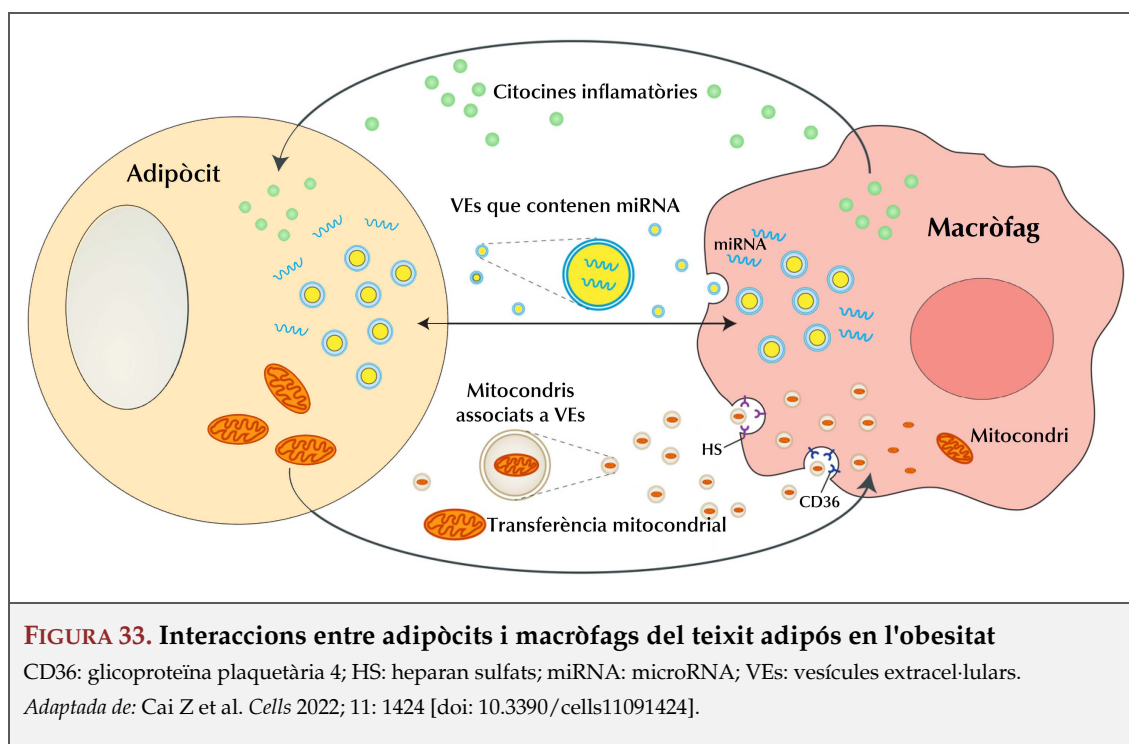 Citocines inflamatòries
Adipòcit
VEs que contenen miRNA
Macròfag
miRNA
Mitocondris
associats a VEs
HS
Mitocondri
CD36
Transferència mitocondrial
FIGURA 33. Interaccions entre adipòcits i macròfags del teixit adipós en l'obesitat
CD36: glicoproteïna plaquetària 4; HS: heparan sulfats; miRNA: microRNA; VEs: vesícules extracel·lulars.
Adaptada de: Cai Z et al. Cells 2022; 11: 1424 [doi: 10.3390/cells11091424].